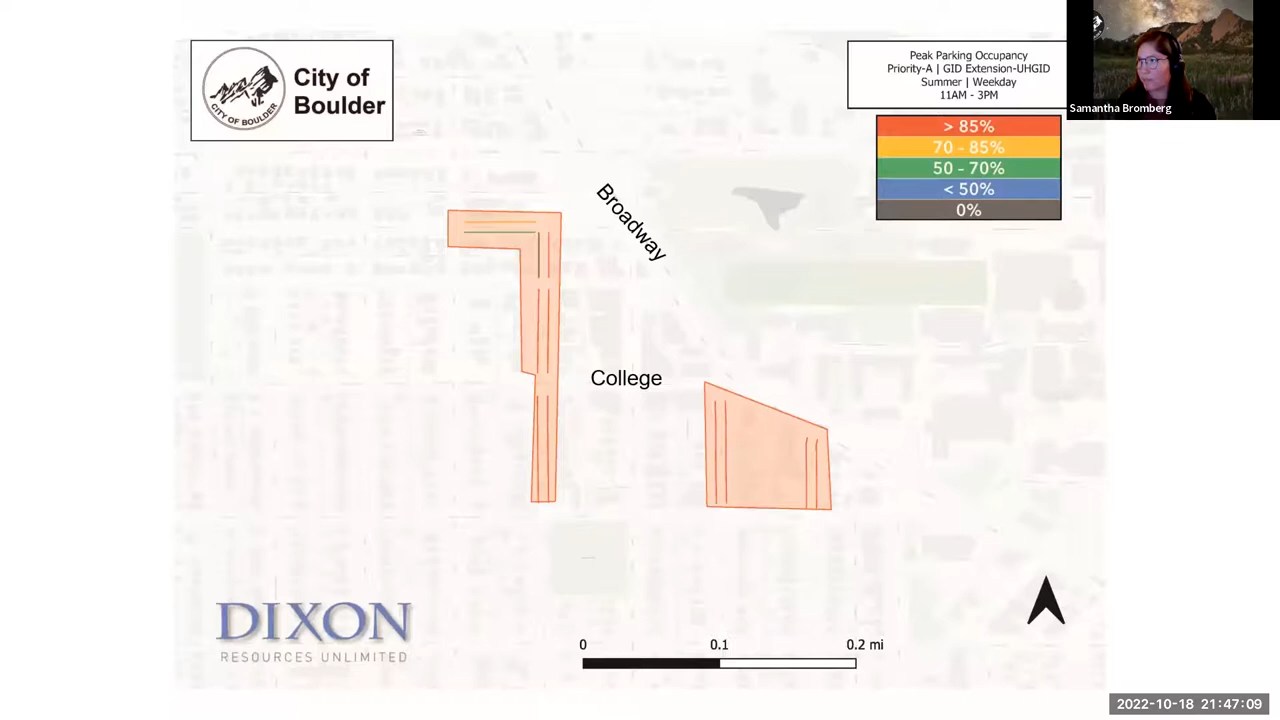 City of
Boulder
CITY OF BOULDER
Peak Parking Occupancy
Priority-A | GID Extension-UHGID
Summer | Weekday
11AM - 3PM
Samantha Bromberg
> 85%
70 - 85%
50 - 70%
< 50%
0%
Broadway
College
DIXON
RESOURCES UNLIMITED
0 0.1 0.2 mi
2022-10-18 21:47:09